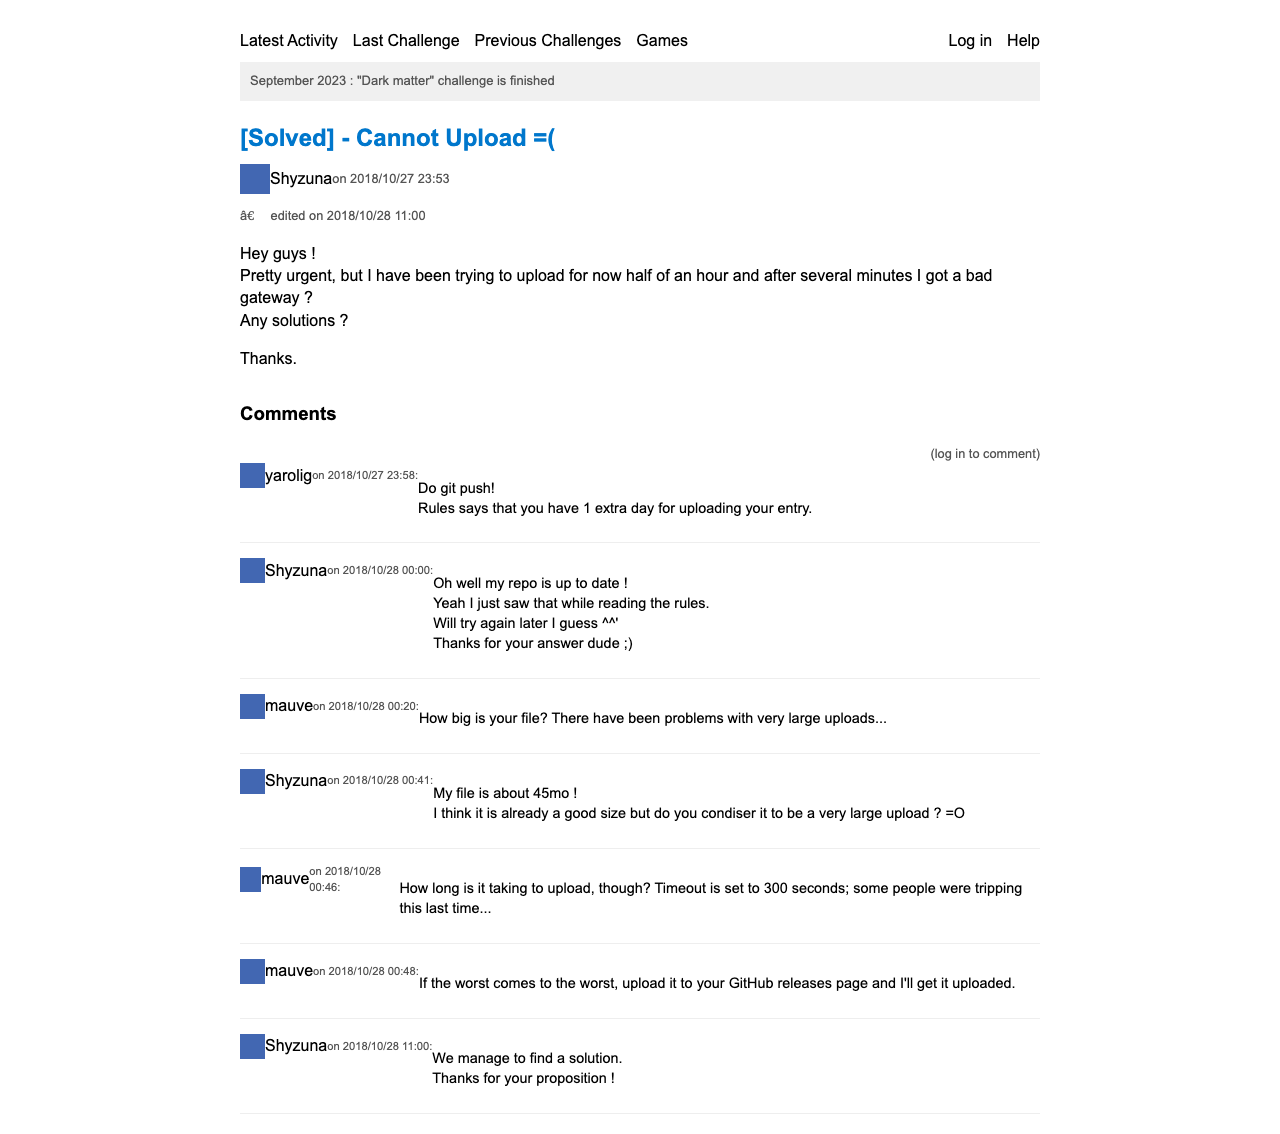 Latest Activity Last Challenge Previous Challenges Games Log in Help
September 2023 : "Dark matter" challenge is finished
[Solved] - Cannot Upload =(
Shyzuna on 2018/10/27 23:53
â€ edited on 2018/10/28 11:00
Hey guys !
Pretty urgent, but I have been trying to upload for now half of an hour and after several minutes I got a bad
gateway ?
Any solutions ?
Thanks.
Comments
(log in to comment)
yarolig on 2018/10/27 23:58:
Do git push!
Rules says that you have 1 extra day for uploading your entry.
Shyzuna on 2018/10/28 00:00:
Oh well my repo is up to date !
Yeah I just saw that while reading the rules.
Will try again later I guess ^^'
Thanks for your answer dude ;)
mauve on 2018/10/28 00:20:
How big is your file? There have been problems with very large uploads...
Shyzuna on 2018/10/28 00:41:
My file is about 45mo !
I think it is already a good size but do you condiser it to be a very large upload ? =O
mauve on 2018/10/28
00:46:
How long is it taking to upload, though? Timeout is set to 300 seconds; some people were tripping
this last time...
mauve on 2018/10/28 00:48:
If the worst comes to the worst, upload it to your GitHub releases page and I'll get it uploaded.
Shyzuna on 2018/10/28 11:00:
We manage to find a solution.
Thanks for your proposition !